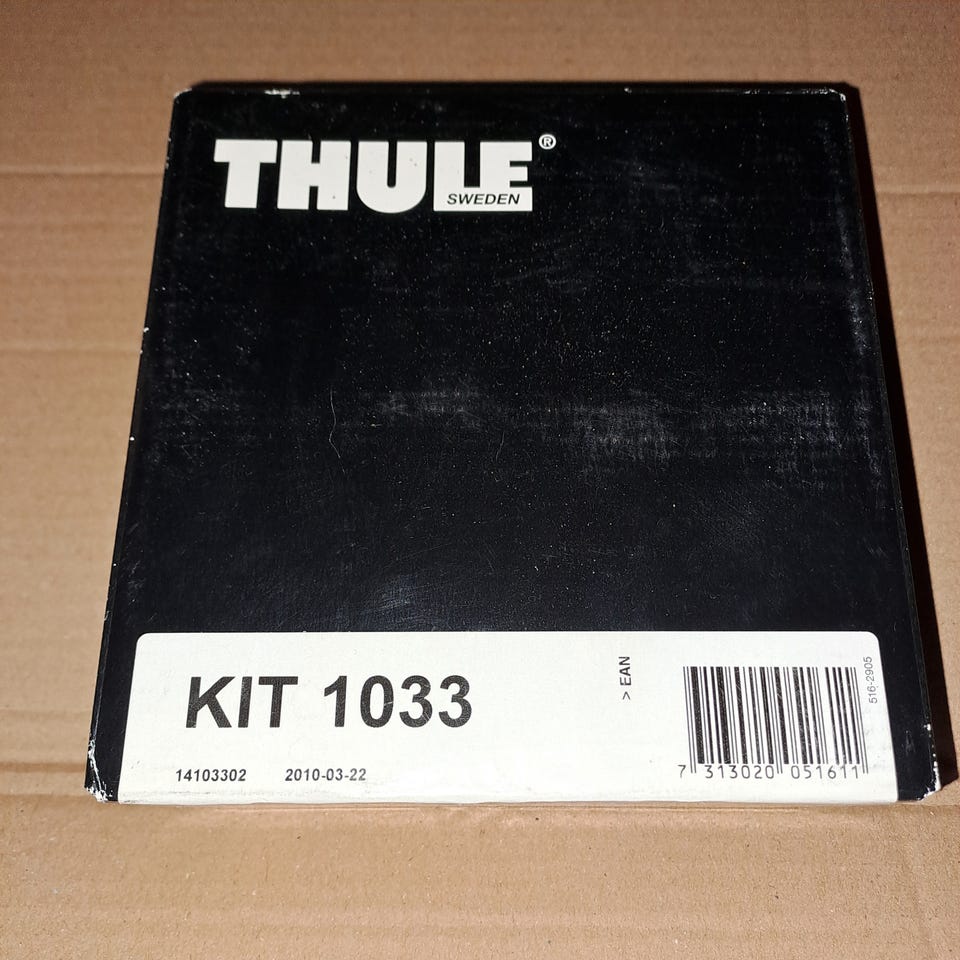 THULE®
SWEDEN
> EAN
516-2905
KIT 1033
14103302 2010-03-22
7 313020 051611